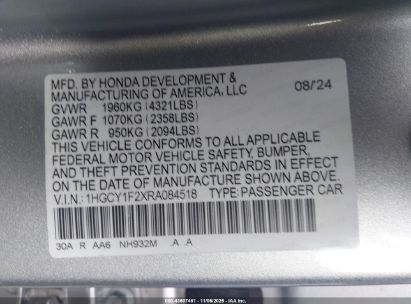 MFD. BY HONDA DEVELOPMENT &
MANUFACTURING OF AMERICA, LLC 08/'24
GVWR 1960KG (4321LBS)
GAWR F 1070KG (2358LBS)
GAWR R 950KG (2094LBS)
THIS VEHICLE CONFORMS TO ALL APPLICABLE
FEDERAL MOTOR VEHICLE SAFETY, BUMPER,
AND THEFT PREVENTION STANDARDS IN EFFECT
ON THE DATE OF MANUFACTURE SHOWN ABOVE.
V.I.N.: 1HGCY1F2XRA084518 TYPE:PASSENGER CAR
30A R AA6 NH932M .A .A